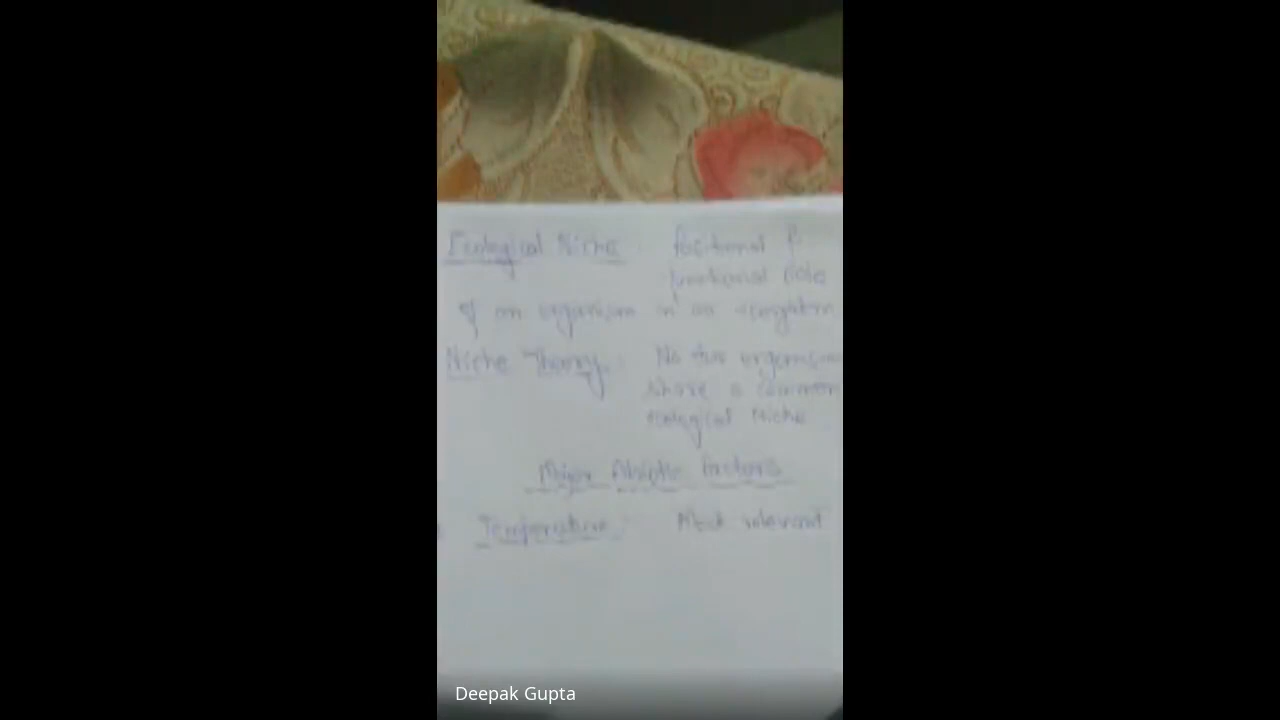 Ecological Niche : Positional &
functional role
of an organism in an ecosystem
Niche Theory : No two organisms
share a common
ecological Niche
Major Abiotic Factors
Temperature : Most relevant
Deepak Gupta